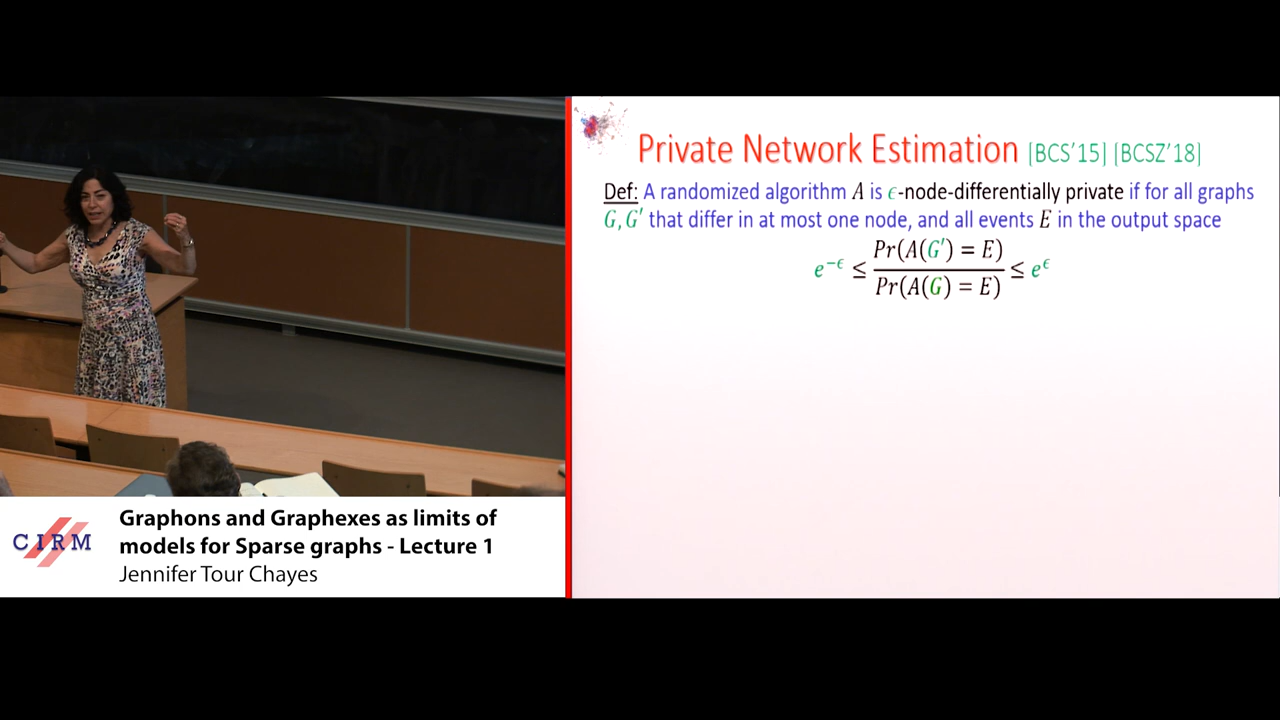 Private Network Estimation [BCS'15] [BCSZ'18]
Def: A randomized algorithm A is ϵ-node-differentially private if for all graphs
G, G′ that differ in at most one node, and all events E in the output space
e^{−ϵ} ≤ Pr(A(G′) = E) / Pr(A(G) = E) ≤ e^ϵ
CIRM
Graphons and Graphexes as limits of
models for Sparse graphs - Lecture 1
Jennifer Tour Chayes